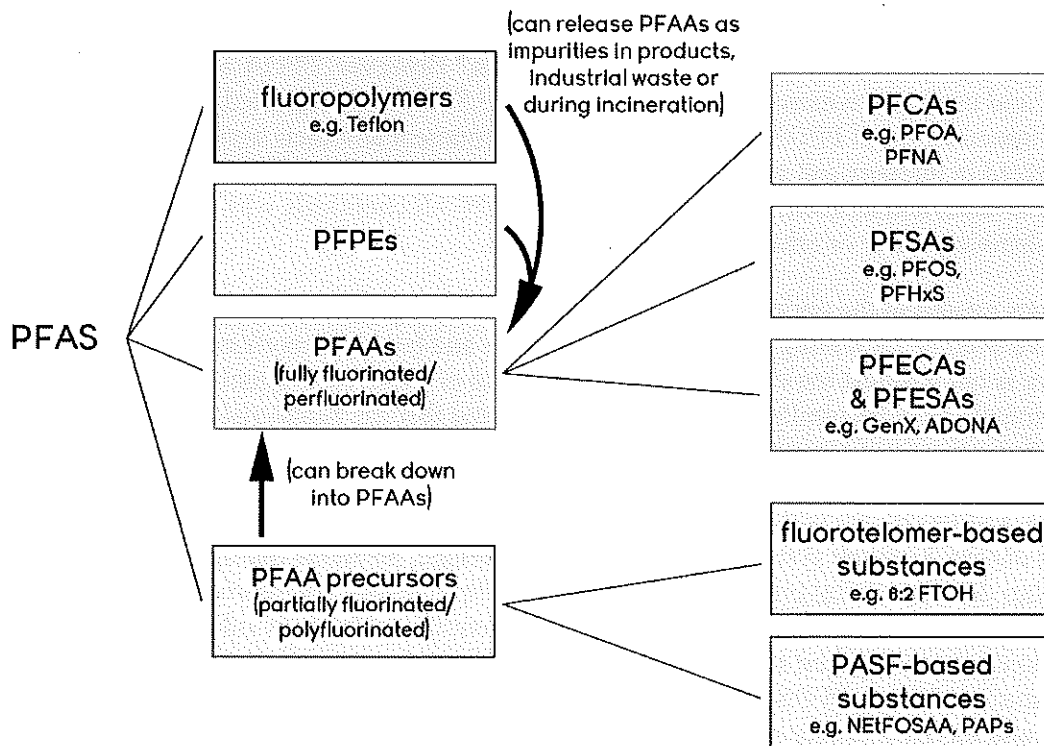 (can release PFAAs as
impurities in products,
industrial waste or
during incineration)
fluoropolymers
e.g. Teflon
PFPEs
PFAS
PFAAs
(fully fluorinated/
perfluorinated)
(can break down
into PFAAs)
PFAA precursors
(partially fluorinated/
polyfluorinated)
PFCAs
e.g. PFOA,
PFNA
PFSAs
e.g. PFOS,
PFHxS
PFECAs
& PFESAs
e.g. GenX, ADONA
fluorotelomer-based
substances
e.g. 8:2 FTOH
PASF-based
substances
e.g. NEtFOSAA, PAPs